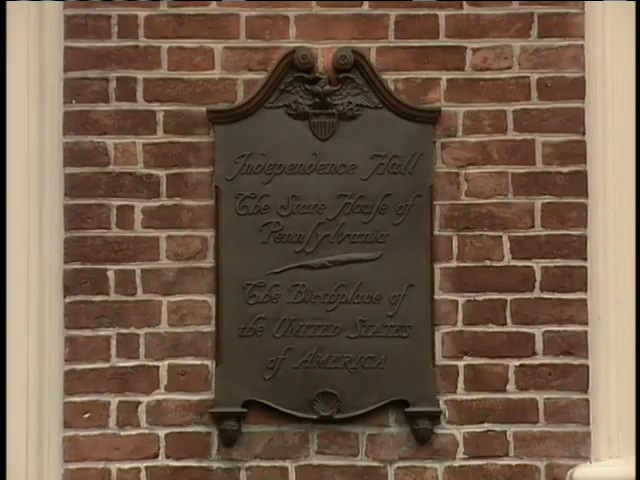 Independence Hall
The State House of
Pennsylvania
The Birthplace of
the UNITED STATES
of AMERICA